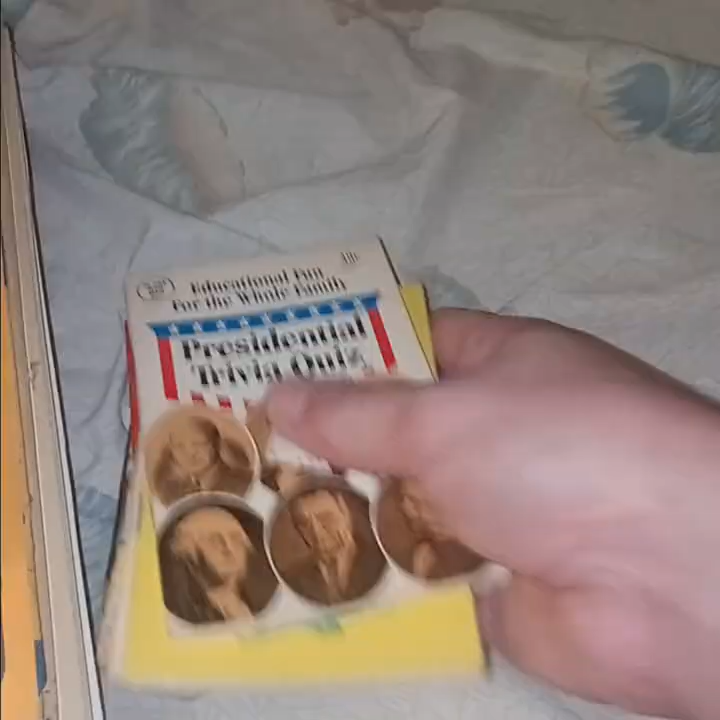 Educational Fun
For the Whole Family
Presidential
Trivia Quiz